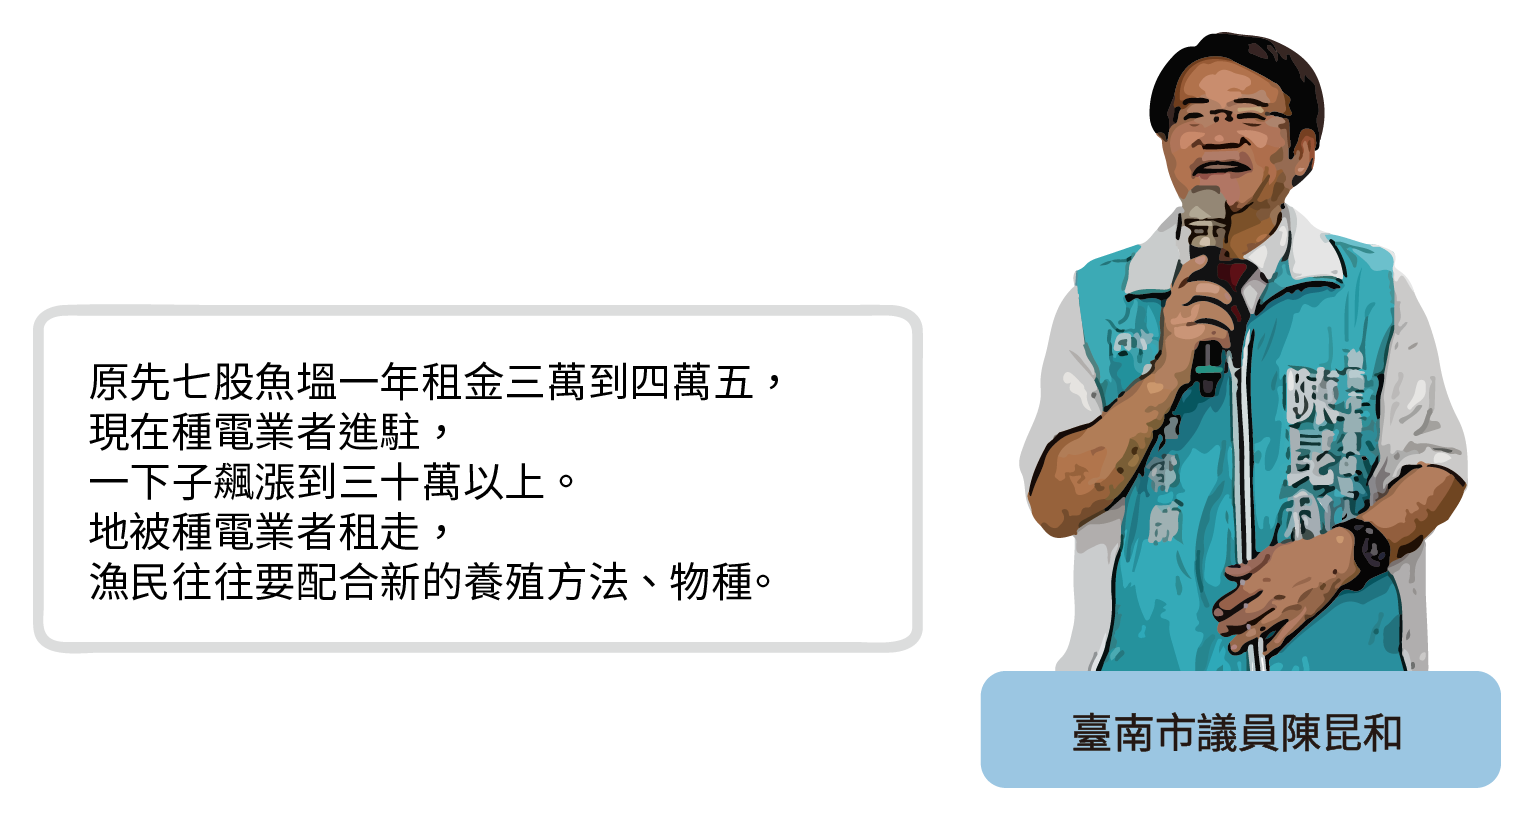 原先七股魚塭一年租金三萬到四萬五，
現在種電業者進駐，
一下子飆漲到三十萬以上。
地被種電業者租走，
漁民往往要配合新的養殖方法、物種。
陳昆和
臺南市議員陳昆和